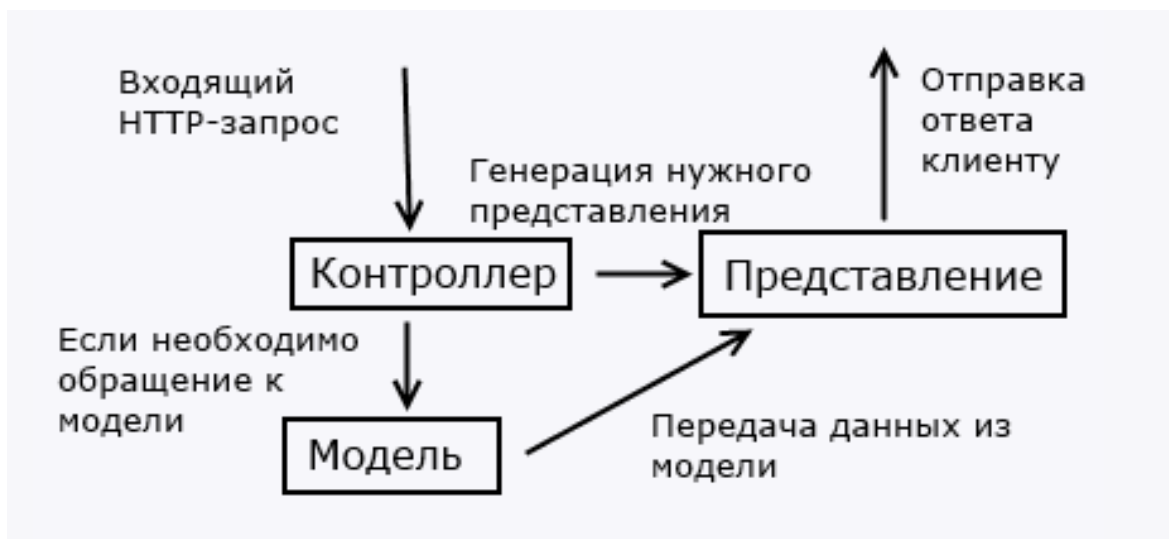 Входящий
HTTP-запрос
Отправка
ответа
клиенту
Генерация нужного
представления
Контроллер
Представление
Если необходимо
обращение к
модели
Модель
Передача данных из
модели